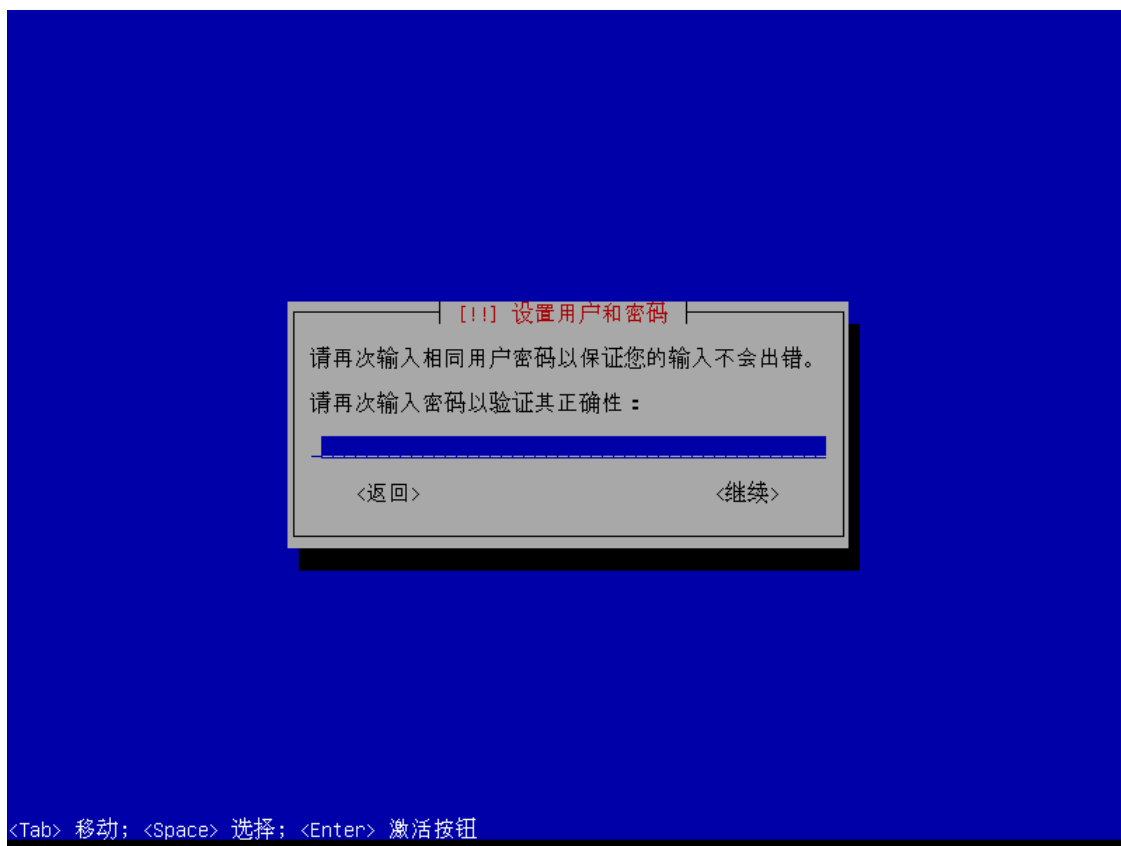 [!!] 设置用户和密码
请再次输入相同用户密码以保证您的输入不会出错。
请再次输入密码以验证其正确性：
<返回> <继续>
<Tab> 移动; <Space> 选择; <Enter> 激活按钮